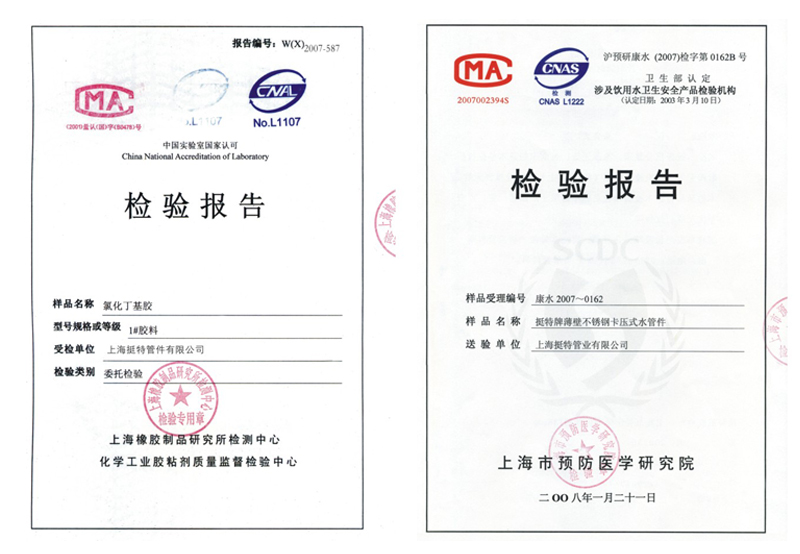 报告编号：W(X)2007-587
MA
CNAL
(2001)量认(国)字(G0478)号
.L1107
No.L1107
中国实验室国家认可
China National Accreditation of Laboratory
检验报告
样品名称 氯化丁基胶
型号规格或等级 1#胶料
受检单位 上海挺特管件有限公司
检验类别 委托检验
上海橡胶制品研究所检测中心
检验专用章
上海橡胶制品研究所检测中心
化学工业胶粘剂质量监督检验中心
MA
2007002394S
CNAS
检测
CNAS L1222
沪预研康水 (2007)检字第 0162B 号
卫生部认定
涉及饮用水卫生安全产品检验机构
(认定日期：2003 年 3 月 10 日)
检验报告
SCDC
样品受理编号 康水 2007～0162
样品名称 挺特牌薄壁不锈钢卡压式水管件
送验单位 上海挺特管业有限公司
上海市预防医学研究院
二OO八年一月二十一日